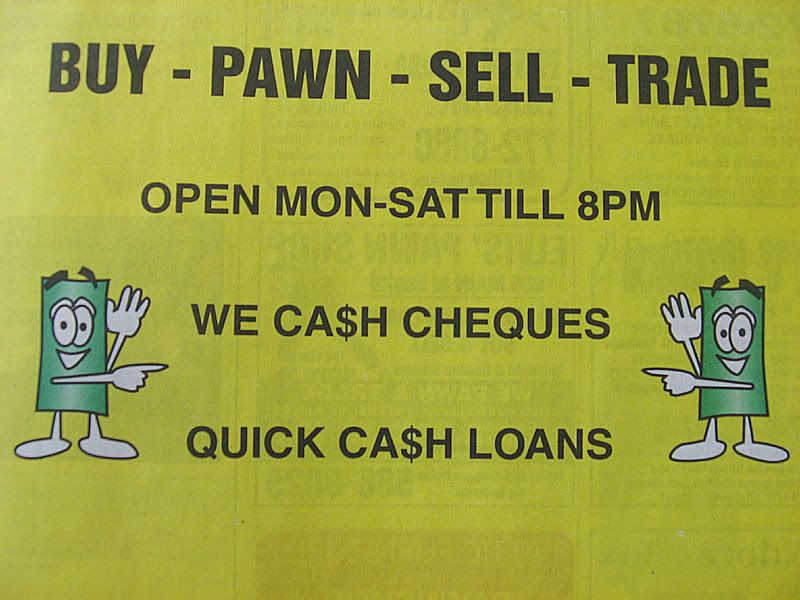 BUY - PAWN - SELL - TRADE
OPEN MON-SAT TILL 8PM
WE CA$H CHEQUES
QUICK CA$H LOANS